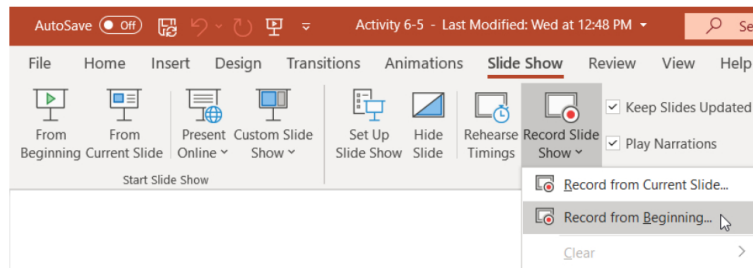 AutoSave Off Activity 6-5 - Last Modified: Wed at 12:48 PM Se
File Home Insert Design Transitions Animations Slide Show Review View Help
From Beginning
From Current Slide
Present Online
Custom Slide Show
Set Up Slide Show
Hide Slide
Rehearse Timings
Record Slide Show
Keep Slides Updated
Play Narrations
Start Slide Show
Record from Current Slide...
Record from Beginning...
Clear